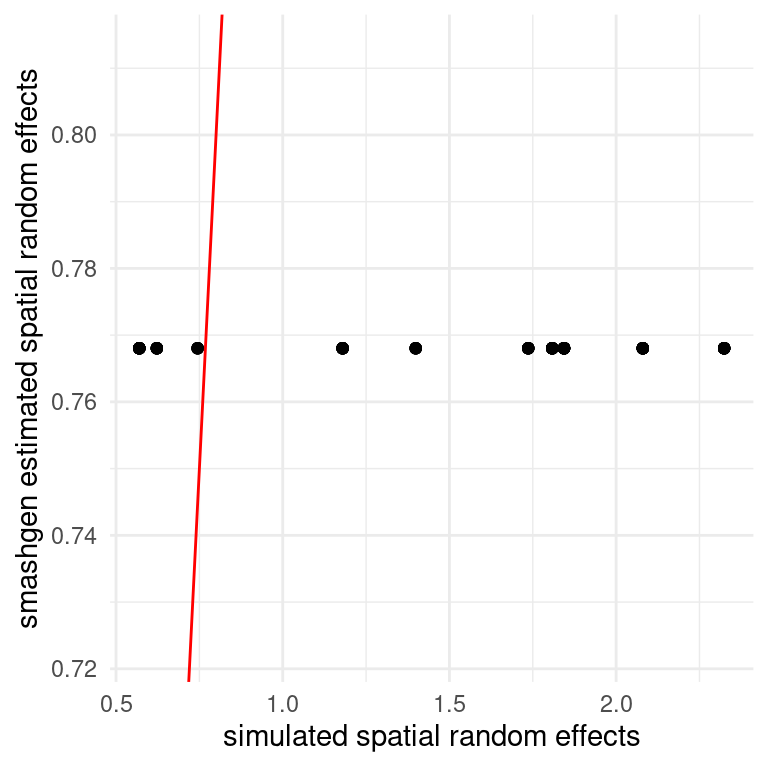 smashgen estimated spatial random effects
0.80
0.78
0.76
0.74
0.72
0.5 1.0 1.5 2.0
simulated spatial random effects